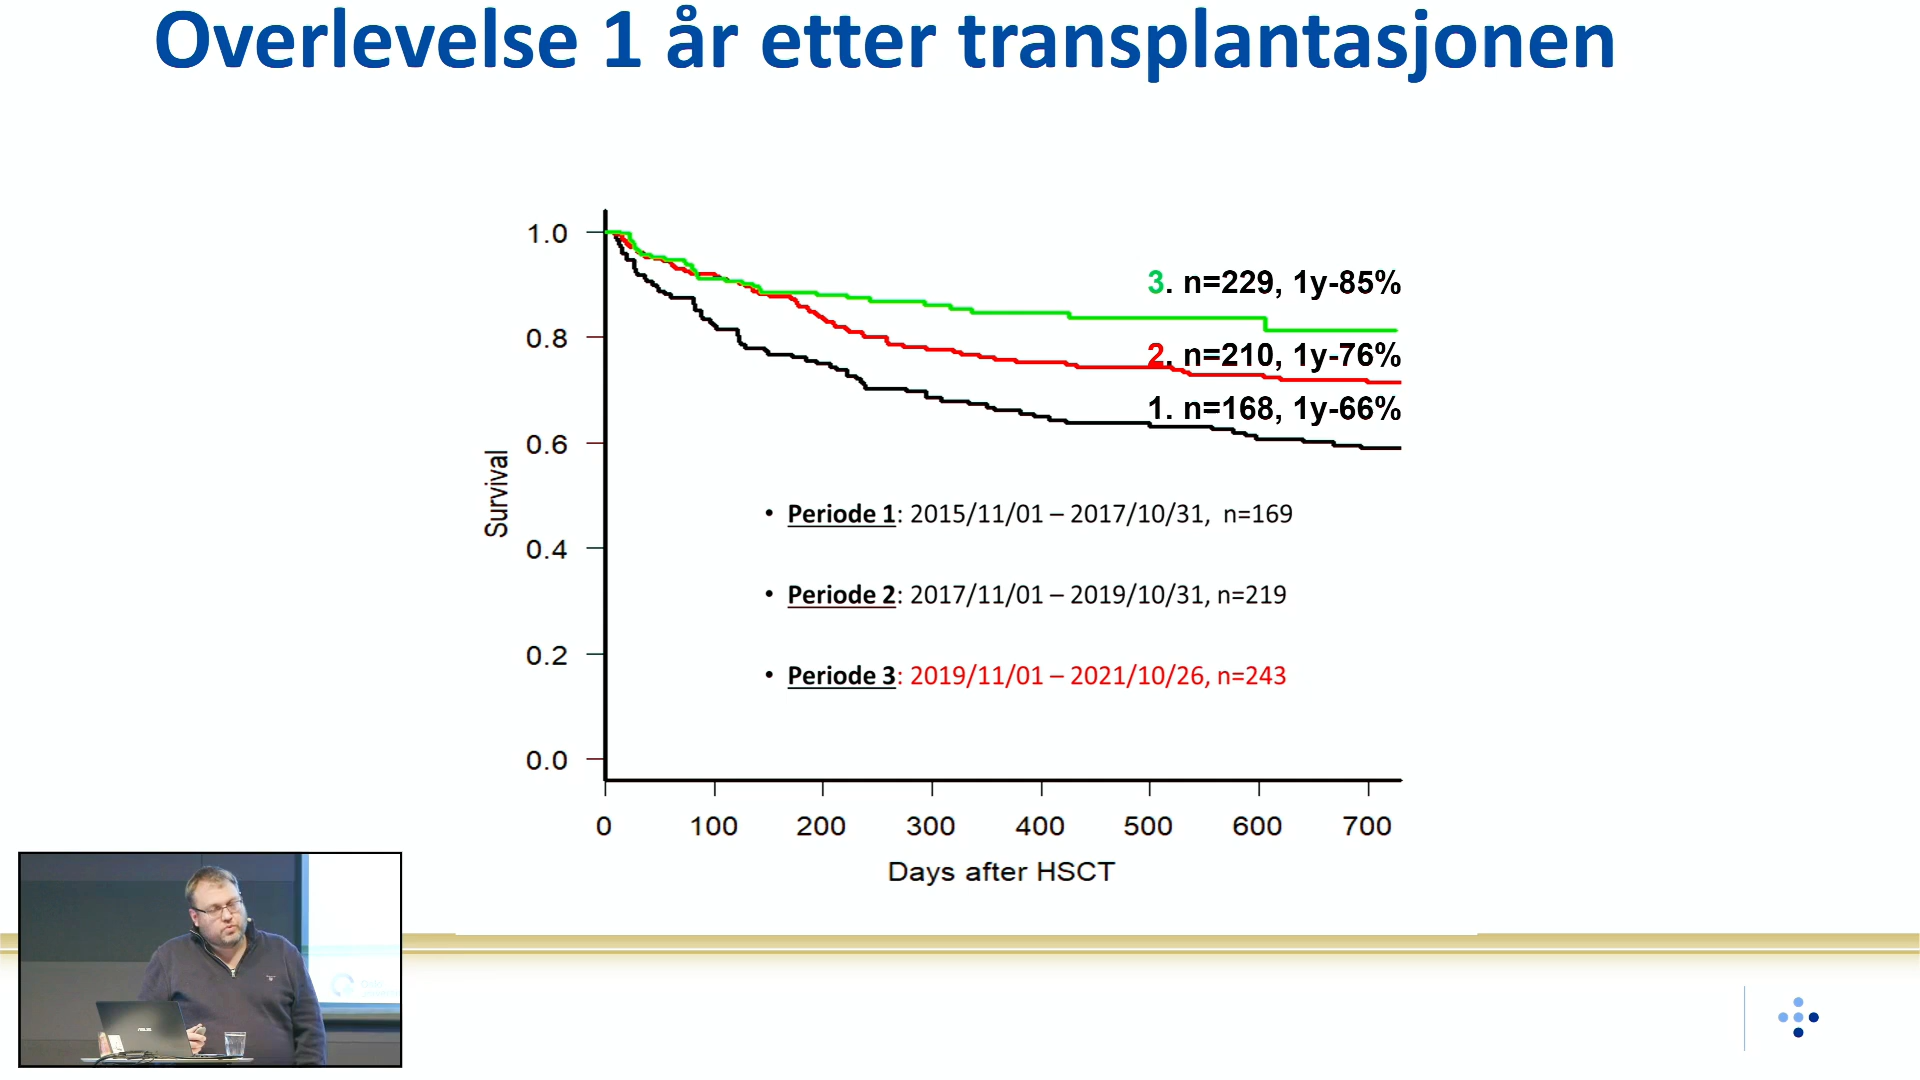 Overlevelse 1 år etter transplantasjonen
1.0
0.8
0.6
0.4
0.2
0.0
Survival
3. n=229, 1y-85%
2. n=210, 1y-76%
1. n=168, 1y-66%
• Periode 1: 2015/11/01 – 2017/10/31, n=169
• Periode 2: 2017/11/01 – 2019/10/31, n=219
• Periode 3: 2019/11/01 – 2021/10/26, n=243
0 100 200 300 400 500 600 700
Days after HSCT